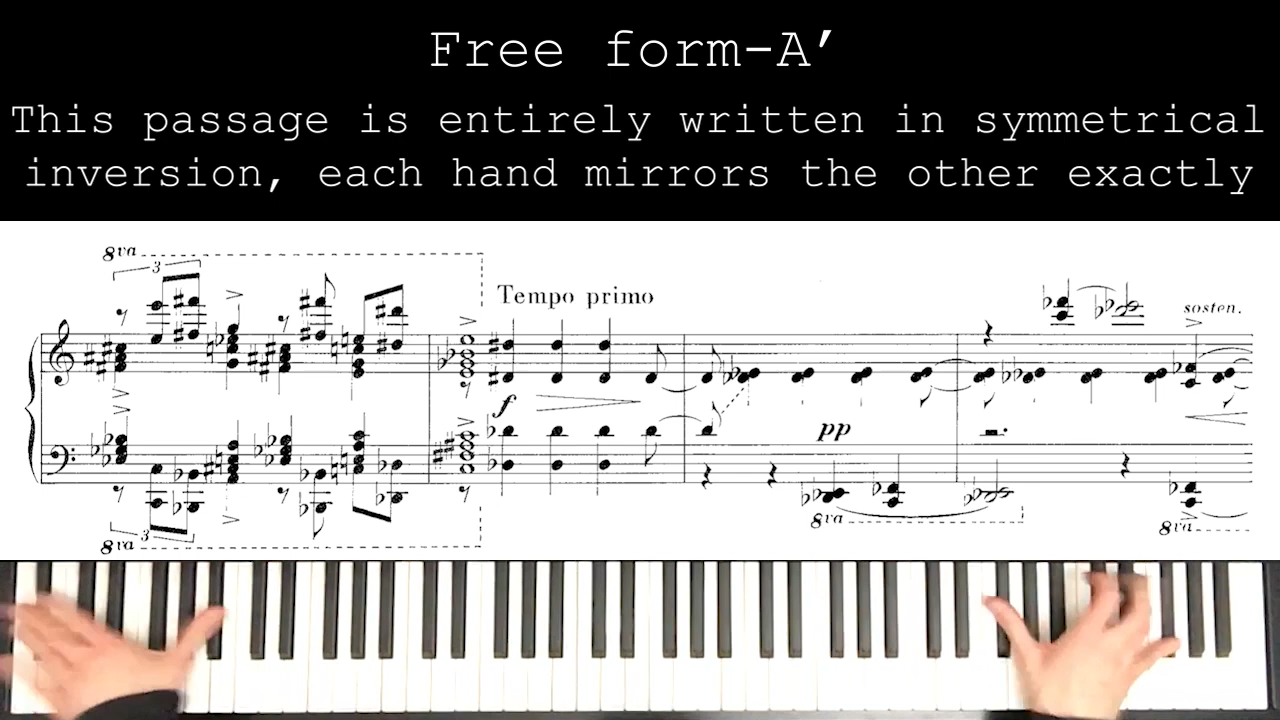 Free form-A′
This passage is entirely written in symmetrical
inversion, each hand mirrors the other exactly
8va
3
Tempo primo
sosten.
f
pp
8va
8va
3
8va